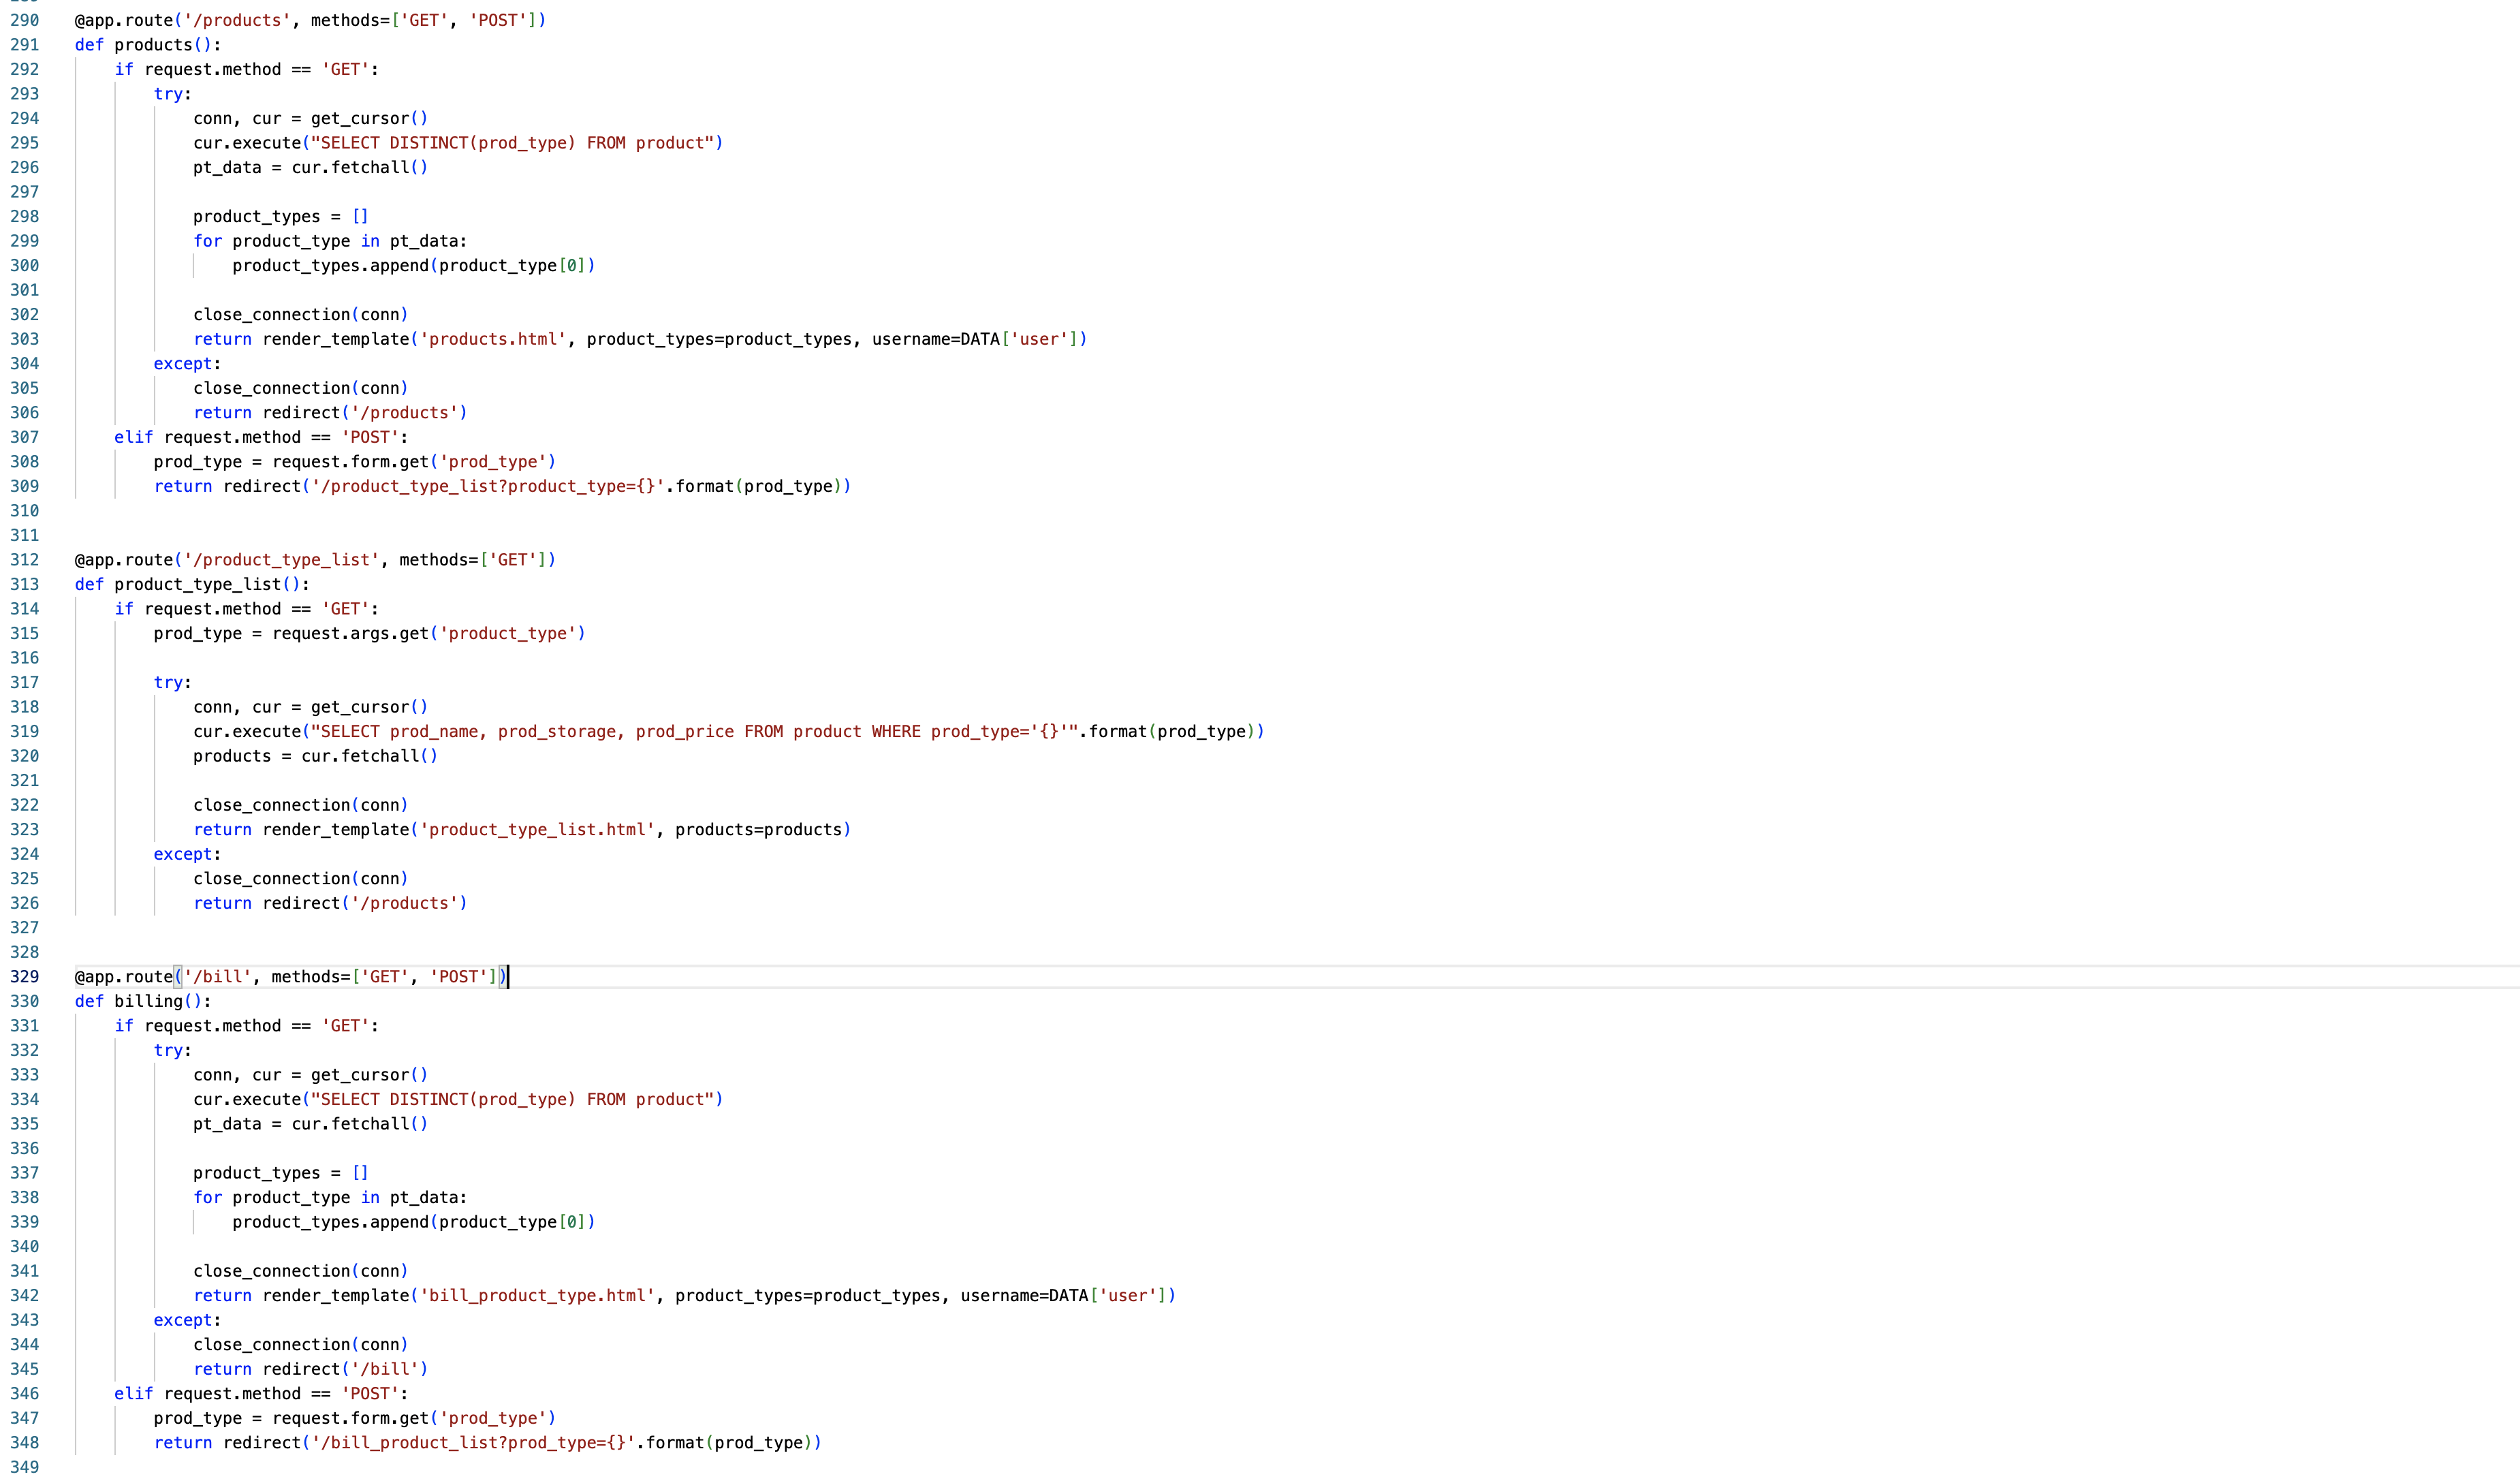 290 @app.route('/products', methods=['GET', 'POST'])
291 def products():
292     if request.method == 'GET':
293         try:
294             conn, cur = get_cursor()
295             cur.execute("SELECT DISTINCT(prod_type) FROM product")
296             pt_data = cur.fetchall()
297
298             product_types = []
299             for product_type in pt_data:
300                 product_types.append(product_type[0])
301
302             close_connection(conn)
303             return render_template('products.html', product_types=product_types, username=DATA['user'])
304         except:
305             close_connection(conn)
306             return redirect('/products')
307     elif request.method == 'POST':
308         prod_type = request.form.get('prod_type')
309         return redirect('/product_type_list?product_type={}'.format(prod_type))
310
311
312 @app.route('/product_type_list', methods=['GET'])
313 def product_type_list():
314     if request.method == 'GET':
315         prod_type = request.args.get('product_type')
316
317         try:
318             conn, cur = get_cursor()
319             cur.execute("SELECT prod_name, prod_storage, prod_price FROM product WHERE prod_type='{}'".format(prod_type))
320             products = cur.fetchall()
321
322             close_connection(conn)
323             return render_template('product_type_list.html', products=products)
324         except:
325             close_connection(conn)
326             return redirect('/products')
327
328
329 @app.route('/bill', methods=['GET', 'POST'])
330 def billing():
331     if request.method == 'GET':
332         try:
333             conn, cur = get_cursor()
334             cur.execute("SELECT DISTINCT(prod_type) FROM product")
335             pt_data = cur.fetchall()
336
337             product_types = []
338             for product_type in pt_data:
339                 product_types.append(product_type[0])
340
341             close_connection(conn)
342             return render_template('bill_product_type.html', product_types=product_types, username=DATA['user'])
343         except:
344             close_connection(conn)
345             return redirect('/bill')
346     elif request.method == 'POST':
347         prod_type = request.form.get('prod_type')
348         return redirect('/bill_product_list?prod_type={}'.format(prod_type))
349